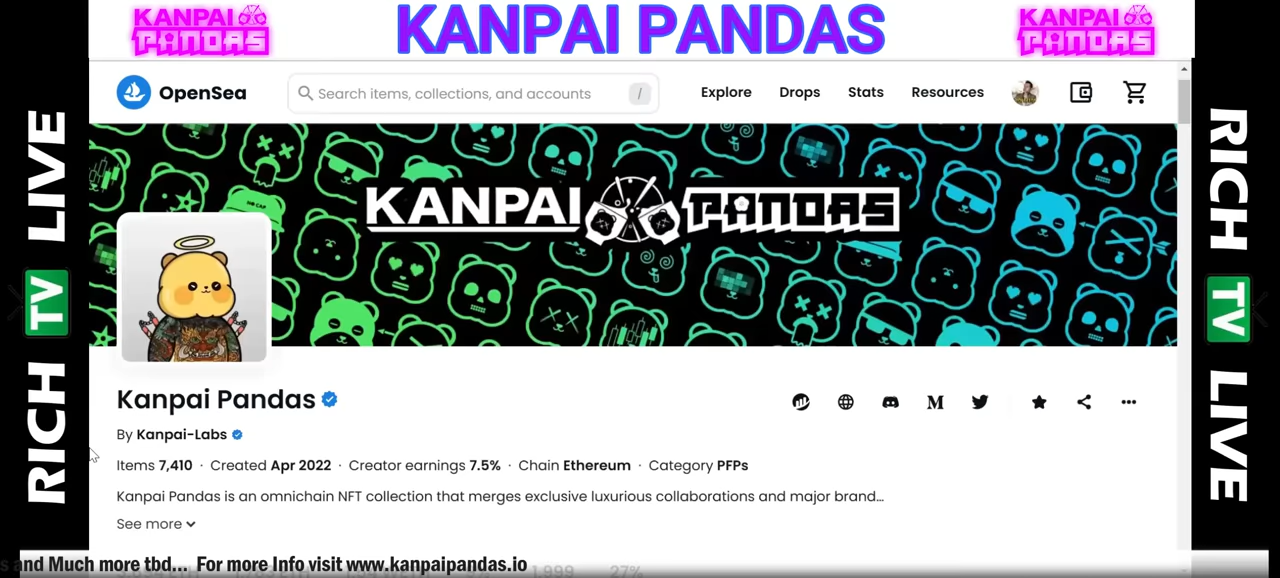 KANPAI PANDAS
KANPAI PANDAS
KANPAI PANDAS
OpenSea
Search items, collections, and accounts /
Explore Drops Stats Resources
KANPAI PANDAS
Kanpai Pandas
By Kanpai-Labs
Items 7,410 · Created Apr 2022 · Creator earnings 7.5% · Chain Ethereum · Category PFPs
Kanpai Pandas is an omnichain NFT collection that merges exclusive luxurious collaborations and major brand…
See more
and Much more tbd... For more Info visit www.kanpaipandas.io
1,999 27%
RICH TV LIVE
RICH TV LIVE